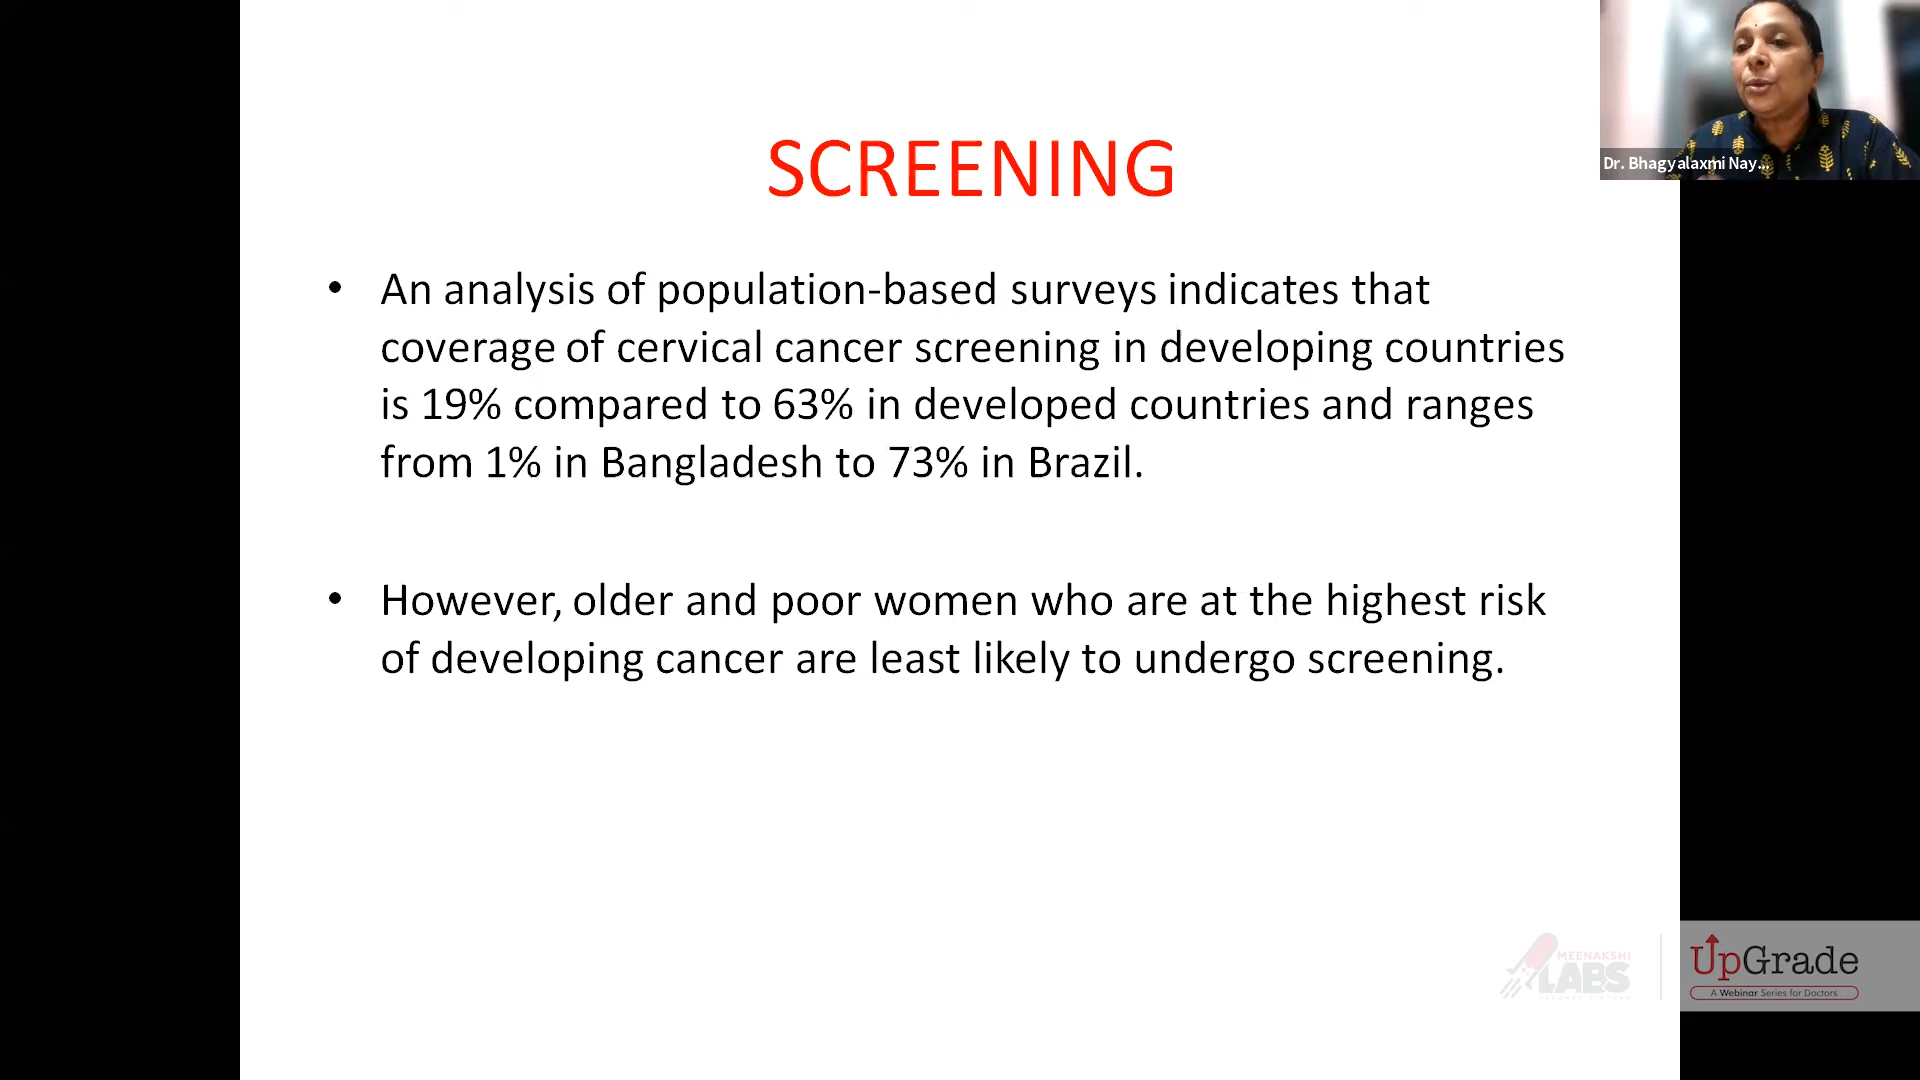 SCREENING
• An analysis of population-based surveys indicates that
coverage of cervical cancer screening in developing countries
is 19% compared to 63% in developed countries and ranges
from 1% in Bangladesh to 73% in Brazil.
• However, older and poor women who are at the highest risk
of developing cancer are least likely to undergo screening.
Dr. Bhagyalaxmi Nay...
MEENAKSHI
LABS
UpGrade
A Webinar Series for Doctors